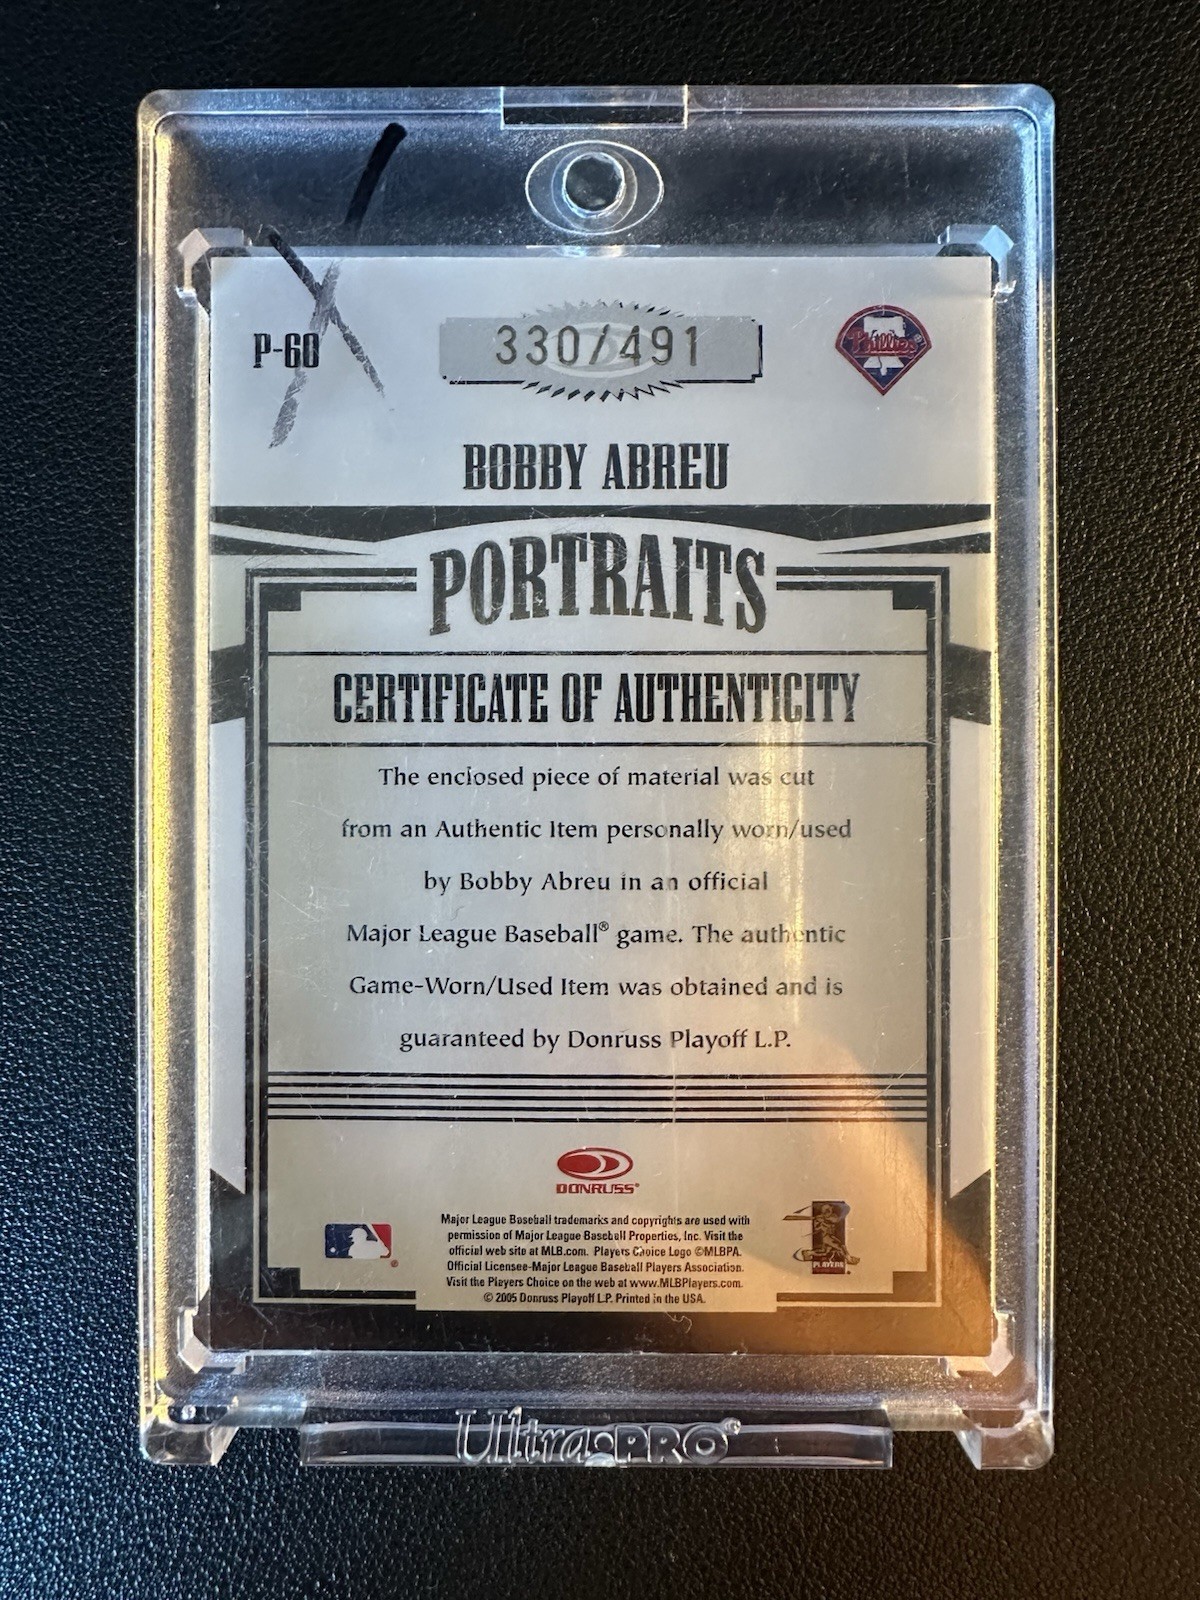 P-60
330/491
Phillies®
BOBBY ABREU
PORTRAITS
CERTIFICATE OF AUTHENTICITY
The enclosed piece of material was cut
from an Authentic Item personally worn/used
by Bobby Abreu in an official
Major League Baseball® game. The authentic
Game-Worn/Used Item was obtained and is
guaranteed by Donruss Playoff L.P.
DONRUSS®
Major League Baseball trademarks and copyrights are used with
permission of Major League Baseball Properties, Inc. Visit the
official web site at MLB.com. Players Choice Logo ©MLBPA.
Official Licensee-Major League Baseball Players Association.
Visit the Players Choice on the web at www.MLBPlayers.com.
© 2005 Donruss Playoff L.P. Printed in the USA.
PLAYERS
Ultra·PRO®